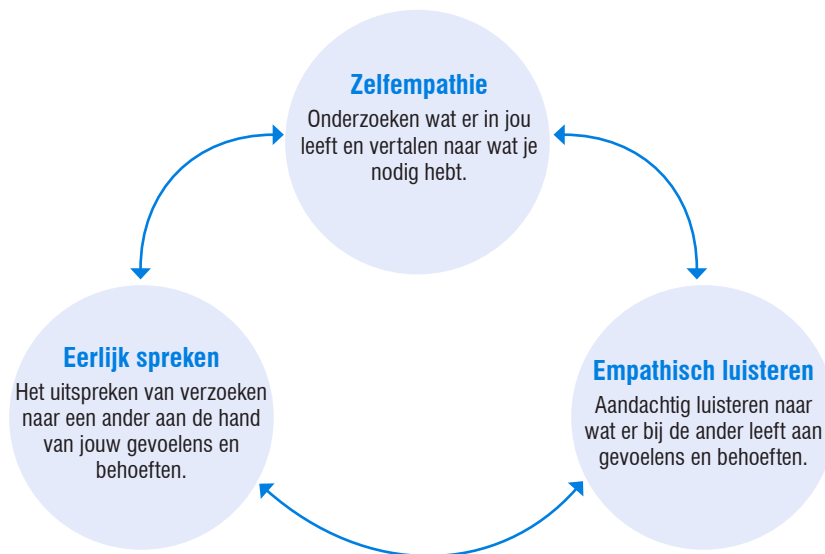 Zelfempathie
Onderzoeken wat er in jou
leeft en vertalen naar wat je
nodig hebt.
Eerlijk spreken
Het uitspreken van verzoeken
naar een ander aan de hand
van jouw gevoelens en
behoeften.
Empathisch luisteren
Aandachtig luisteren naar
wat er bij de ander leeft aan
gevoelens en behoeften.